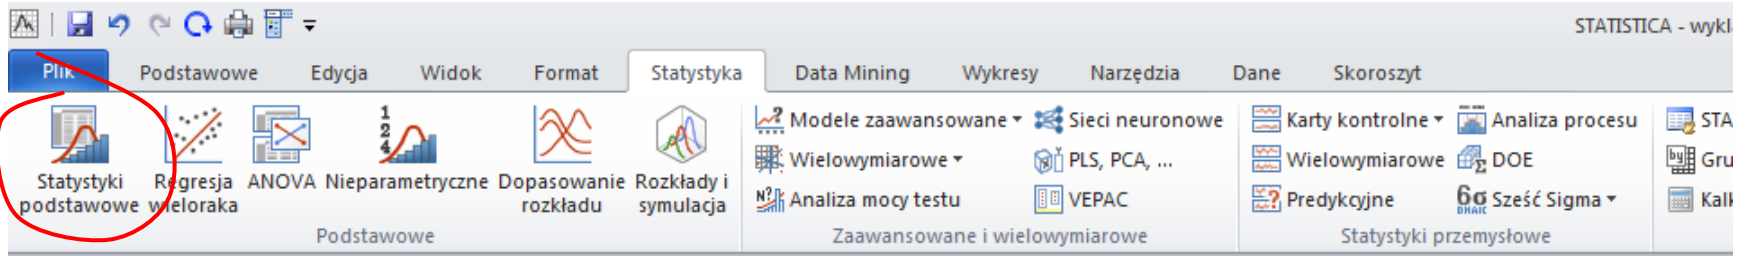 STATISTICA - wykl
Plik Podstawowe Edycja Widok Format Statystyka Data Mining Wykresy Narzędzia Dane Skoroszyt
Statystyki podstawowe
Regresja wieloraka
ANOVA
Nieparametryczne
Dopasowanie rozkładu
Rozkłady i symulacja
Podstawowe
Modele zaawansowane
Wielowymiarowe
Analiza mocy testu
Sieci neuronowe
PLS, PCA, ...
VEPAC
Zaawansowane i wielowymiarowe
Karty kontrolne
Wielowymiarowe
Predykcyjne
Analiza procesu
DOE
Sześć Sigma
Statystyki przemysłowe
STA
Gru
Kalk